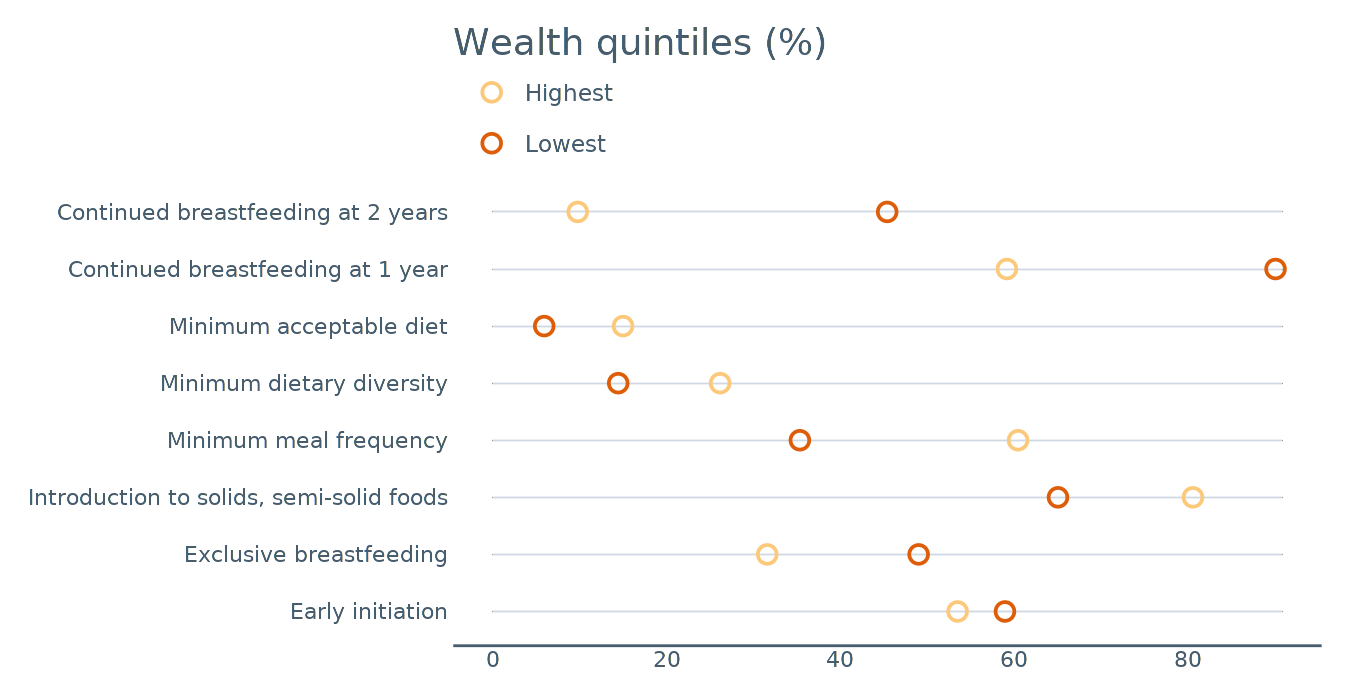 Wealth quintiles (%)
Highest
Lowest
Continued breastfeeding at 2 years
Continued breastfeeding at 1 year
Minimum acceptable diet
Minimum dietary diversity
Minimum meal frequency
Introduction to solids, semi-solid foods
Exclusive breastfeeding
Early initiation
0 20 40 60 80